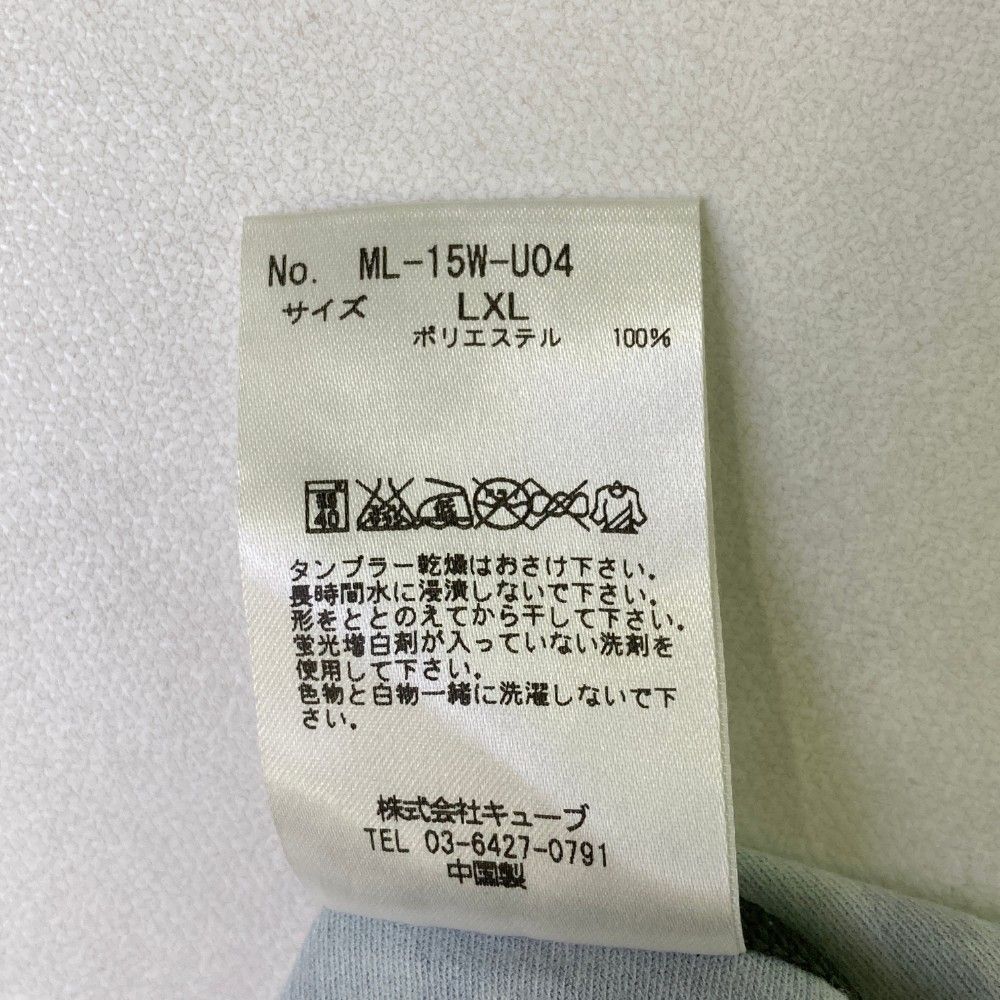 No. ML-15W-U04
サイズ LXL
ポリエステル 100%
40
タンブラー乾燥はおさけ下さい。
長時間水に浸漬しないで下さい。
形をととのえてから干して下さい。
蛍光増白剤が入っていない洗剤を
使用して下さい。
色物と白物一緒に洗濯しないで下
さい。
株式会社キューブ
TEL 03-6427-0791
中国製